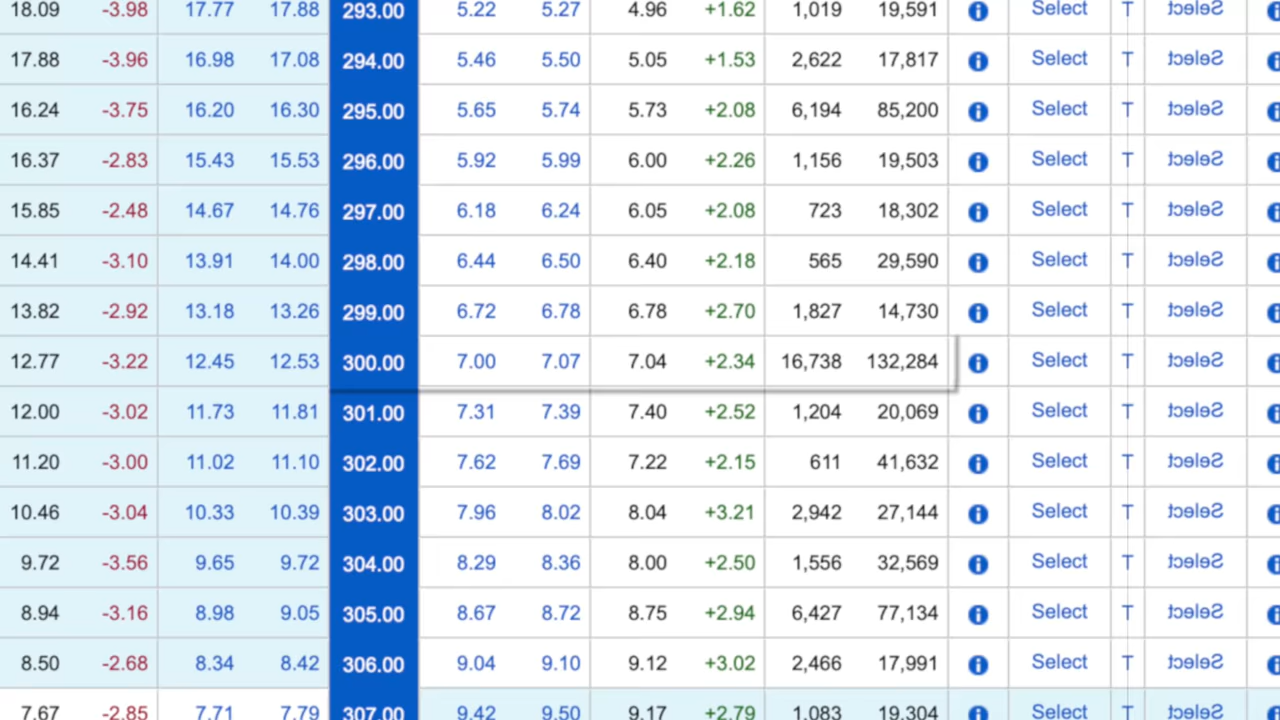 18.09 -3.98 17.77 17.88 293.00 5.22 5.27 4.96 +1.62 1,019 19,591 i Select T Select
17.88 -3.96 16.98 17.08 294.00 5.46 5.50 5.05 +1.53 2,622 17,817 i Select T Select
16.24 -3.75 16.20 16.30 295.00 5.65 5.74 5.73 +2.08 6,194 85,200 i Select T Select
16.37 -2.83 15.43 15.53 296.00 5.92 5.99 6.00 +2.26 1,156 19,503 i Select T Select
15.85 -2.48 14.67 14.76 297.00 6.18 6.24 6.05 +2.08 723 18,302 i Select T Select
14.41 -3.10 13.91 14.00 298.00 6.44 6.50 6.40 +2.18 565 29,590 i Select T Select
13.82 -2.92 13.18 13.26 299.00 6.72 6.78 6.78 +2.70 1,827 14,730 i Select T Select
12.77 -3.22 12.45 12.53 300.00 7.00 7.07 7.04 +2.34 16,738 132,284 i Select T Select
12.00 -3.02 11.73 11.81 301.00 7.31 7.39 7.40 +2.52 1,204 20,069 i Select T Select
11.20 -3.00 11.02 11.10 302.00 7.62 7.69 7.22 +2.15 611 41,632 i Select T Select
10.46 -3.04 10.33 10.39 303.00 7.96 8.02 8.04 +3.21 2,942 27,144 i Select T Select
9.72 -3.56 9.65 9.72 304.00 8.29 8.36 8.00 +2.50 1,556 32,569 i Select T Select
8.94 -3.16 8.98 9.05 305.00 8.67 8.72 8.75 +2.94 6,427 77,134 i Select T Select
8.50 -2.68 8.34 8.42 306.00 9.04 9.10 9.12 +3.02 2,466 17,991 i Select T Select
7.67 -2.85 7.71 7.79 307.00 9.42 9.50 9.17 +2.79 1,083 19,304 i Select T Select